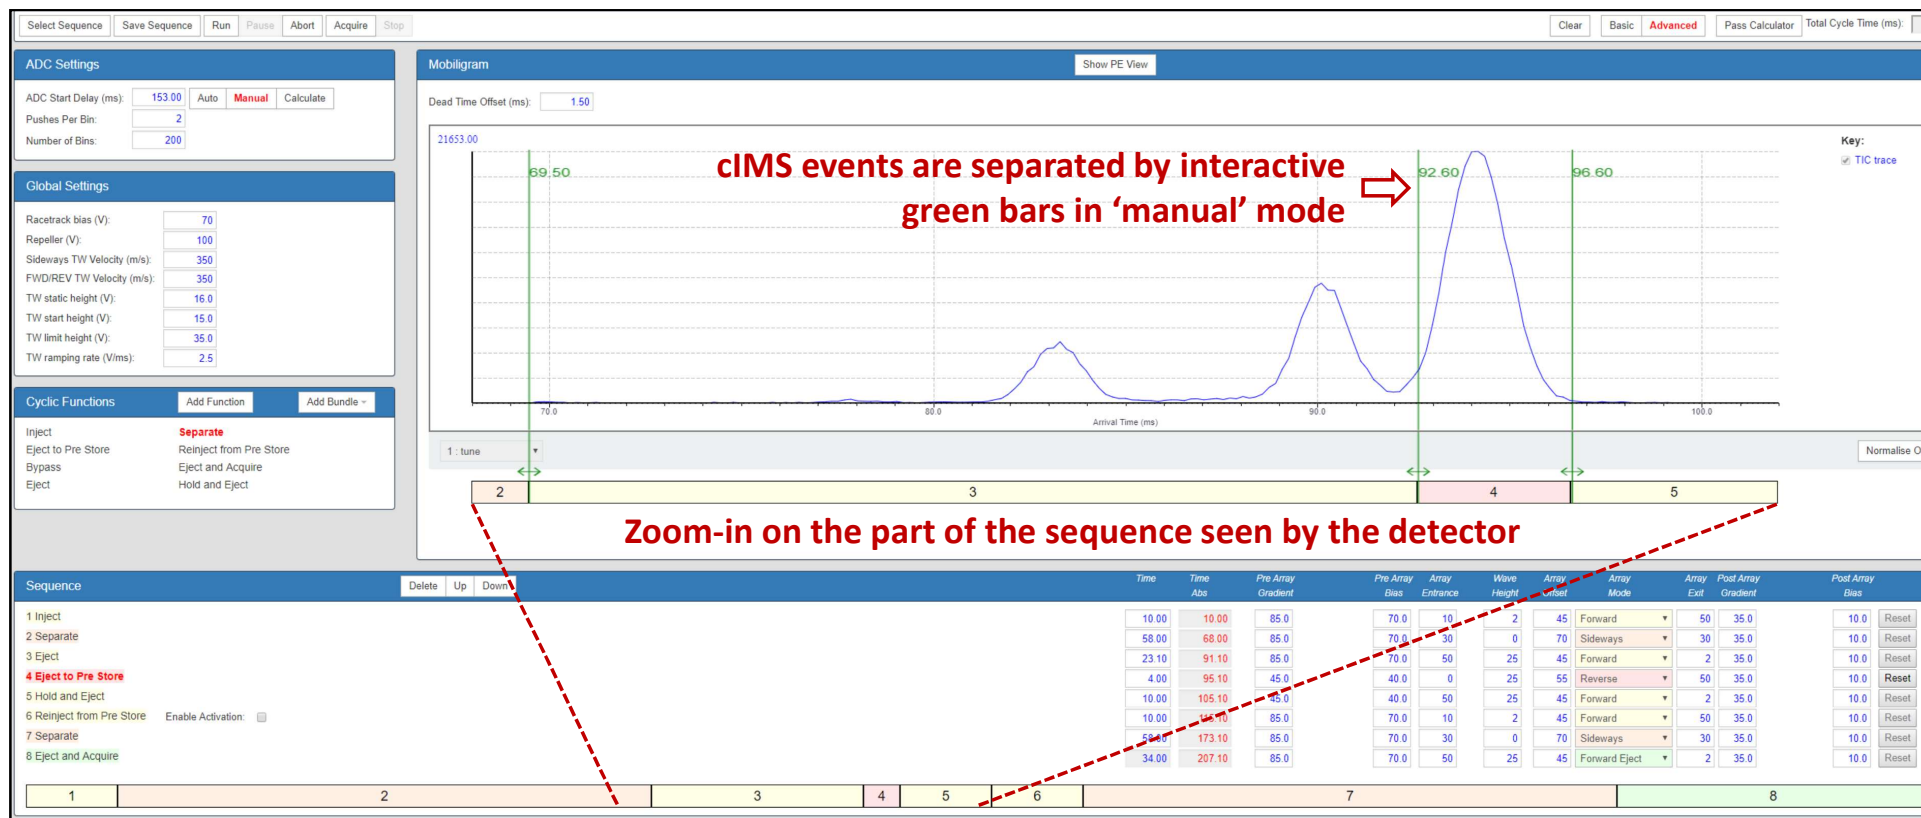 Select Sequence Save Sequence Run Pause Abort Acquire Stop Clear Basic Advanced Pass Calculator Total Cycle Time (ms):
ADC Settings
ADC Start Delay (ms): 153.00 Auto Manual Calculate
Pushes Per Bin: 2
Number of Bins: 200
Global Settings
Racetrack bias (V): 70
Repeller (V): 100
Sideways TW Velocity (m/s): 350
FWD/REV TW Velocity (m/s): 350
TW static height (V): 16.0
TW start height (V): 15.0
TW limit height (V): 35.0
TW ramping rate (V/ms): 2.5
Cyclic Functions Add Function Add Bundle
Inject Separate
Eject to Pre Store Reinject from Pre Store
Bypass Eject and Acquire
Eject Hold and Eject
Mobiligram Show PE View
Dead Time Offset (ms): 1.50
21653.00
Key:
TIC trace
69.50 92.60 96.60
cIMS events are separated by interactive
green bars in ‘manual’ mode
70.0 80.0 90.0 100.0
Arrival Time (ms)
1 : tune Normalise O
2 3 4 5
Zoom-in on the part of the sequence seen by the detector
Sequence Delete Up Down
Time Time Pre Array Pre Array Array Wave Array Array Array Post Array Post Array
Abs Gradient Bias Entrance Height Offset Mode Exit Gradient Bias
1 Inject 10.00 10.00 85.0 70.0 10 2 45 Forward 50 35.0 10.0 Reset
2 Separate 58.00 68.00 85.0 70.0 30 0 70 Sideways 30 35.0 10.0 Reset
3 Eject 23.10 91.10 85.0 70.0 50 25 45 Forward 2 35.0 10.0 Reset
4 Eject to Pre Store 4.00 95.10 45.0 40.0 0 25 55 Reverse 50 35.0 10.0 Reset
5 Hold and Eject 10.00 105.10 45.0 40.0 50 25 45 Forward 2 35.0 10.0 Reset
6 Reinject from Pre Store Enable Activation: 10.00 115.10 85.0 70.0 10 2 45 Forward 50 35.0 10.0 Reset
7 Separate 58.00 173.10 85.0 70.0 30 0 70 Sideways 30 35.0 10.0 Reset
8 Eject and Acquire 34.00 207.10 85.0 70.0 50 25 45 Forward Eject 2 35.0 10.0 Reset
1 2 3 4 5 6 7 8